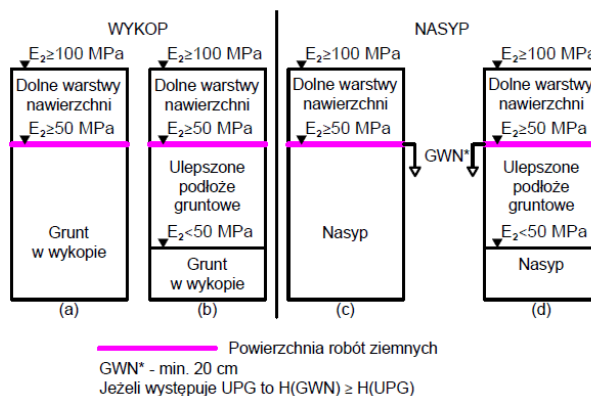 WYKOP
NASYP
E₂≥100 MPa
Dolne warstwy
nawierzchni
E₂≥50 MPa
Grunt
w wykopie
(a)
E₂≥100 MPa
Dolne warstwy
nawierzchni
E₂≥50 MPa
Ulepszone
podłoże
gruntowe
E₂<50 MPa
Grunt
w wykopie
(b)
E₂≥100 MPa
Dolne warstwy
nawierzchni
E₂≥50 MPa
GWN*
Nasyp
(c)
E₂≥100 MPa
Dolne warstwy
nawierzchni
E₂≥50 MPa
Ulepszone
podłoże
gruntowe
E₂<50 MPa
Nasyp
(d)
Powierzchnia robót ziemnych
GWN* - min. 20 cm
Jeżeli występuje UPG to H(GWN) ≥ H(UPG)